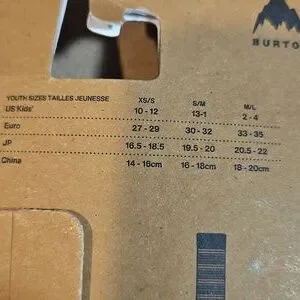 BURTO
YOUTH SIZES TAILLES JEUNESSE XS/S S/M M/L
US Kids' 10 - 12 13-1 2 - 4
Euro 27 - 29 30 - 32 33 - 35
JP 16.5 - 18.5 19.5 - 20 20.5 - 22
China 14 - 16cm 16 - 18cm 18 - 20cm